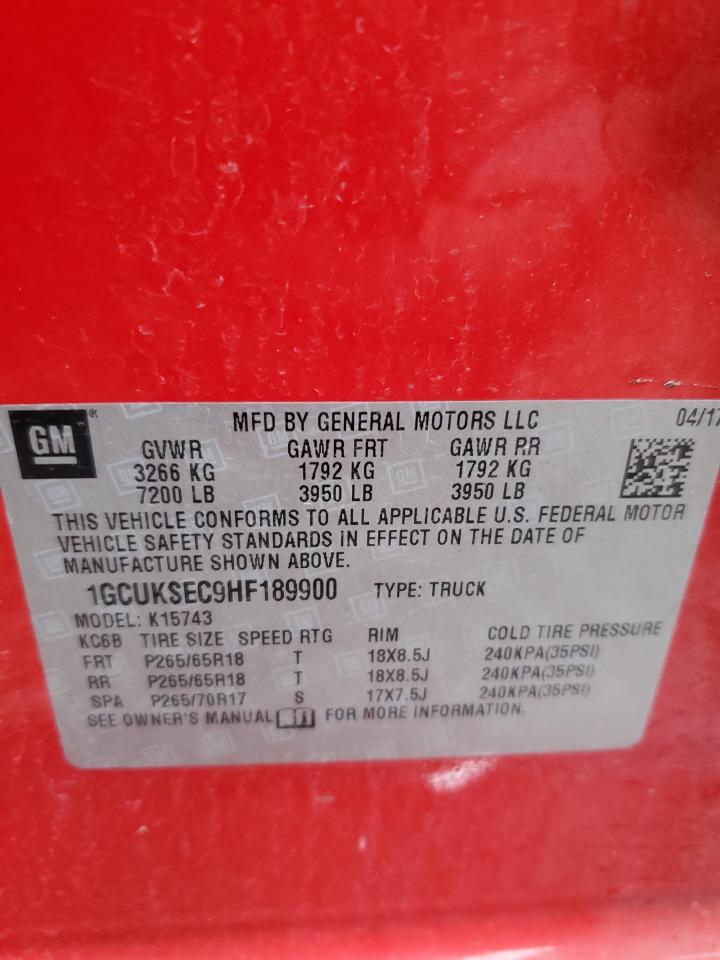 GM ®
MFD BY GENERAL MOTORS LLC 04/17
GVWR GAWR FRT GAWR RR
3266 KG 1792 KG 1792 KG
7200 LB 3950 LB 3950 LB
THIS VEHICLE CONFORMS TO ALL APPLICABLE U.S. FEDERAL MOTOR
VEHICLE SAFETY STANDARDS IN EFFECT ON THE DATE OF
MANUFACTURE SHOWN ABOVE.
1GCUKSEC9HF189900 TYPE: TRUCK
MODEL: K15743
KC6B TIRE SIZE SPEED RTG RIM COLD TIRE PRESSURE
FRT P265/65R18 T 18X8.5J 240KPA(35PSI)
RR P265/65R18 T 18X8.5J 240KPA(35PSI)
SPA P265/70R17 S 17X7.5J 240KPA(35PSI)
SEE OWNER'S MANUAL i FOR MORE INFORMATION.